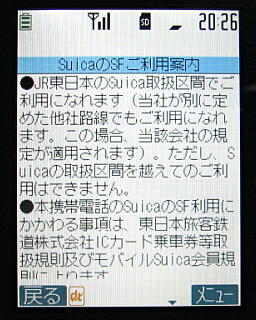 SD 20:26
SuicaのSFご利用案内
●JR東日本のSuica取扱区間でご
利用になれます（当社が別に定
めた他社路線でもご利用になれ
ます。この場合、当該会社の規
定が適用されます）。ただし、S
uicaの取扱区間を越えてのご利
用はできません。
●本携帯電話のSuicaのSF利用に
かかわる事項は、東日本旅客鉄
道株式会社ICカード乗車券等取
扱規則及びモバイルSuica会員規
則によります
戻る メニュー